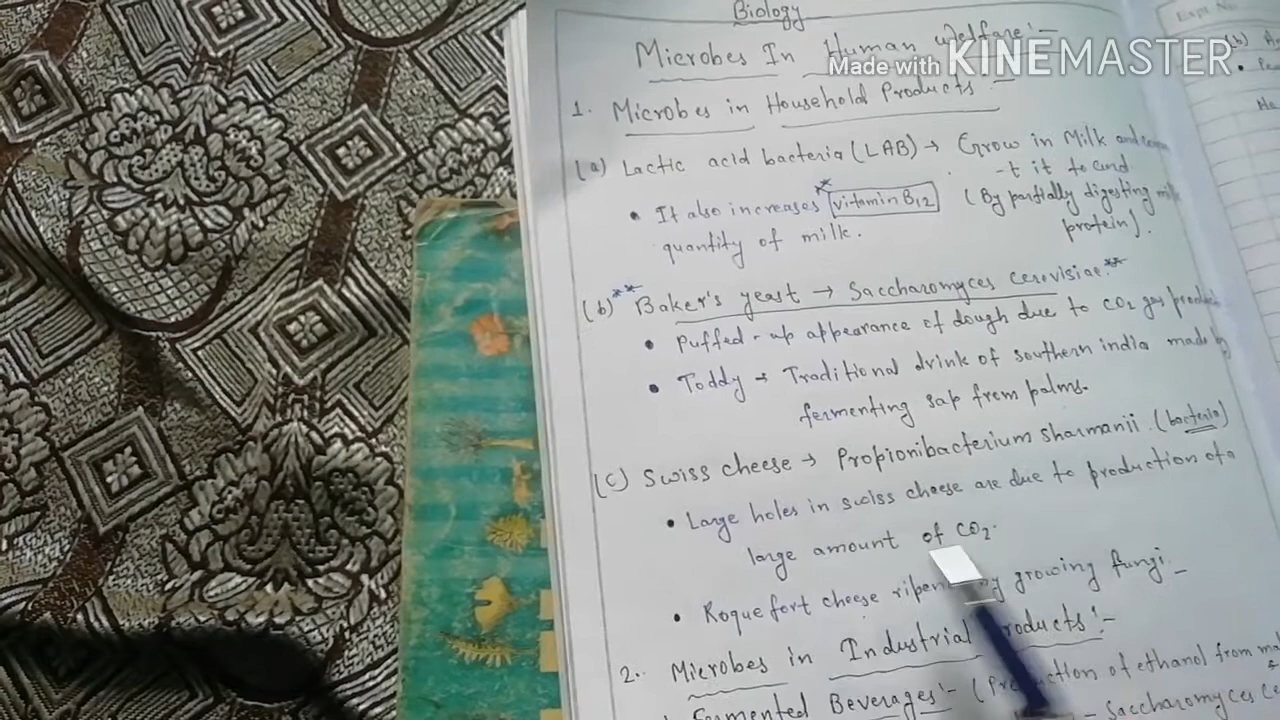 Biology
Microbes In Human Welfare:-
Made with KINEMASTER
1. Microbes in Household Products:-
(a) Lactic acid bacteria (LAB) → Grow in Milk and
-t it to curd
• It also increases ** vitamin B12 (By partially digesting milk
quantity of milk. protein).
(b)** Baker's yeast → Saccharomyces Cerevisiae.**
• Puffed-up appearance of dough due to CO2 gas
• Toddy → Traditional drink of southern india made by
fermenting sap from palms.
(c) Swiss cheese → Propionibacterium sharmanii. (bacteria)
• Large holes in swiss cheese are due to production of a
large amount of CO2.
• Roquefort cheese growing fungi
2. Microbes in Industrial Products:-
Fermented Beverages:- ( of ethanol from
- Saccharomyces
Expt. No.
(b)